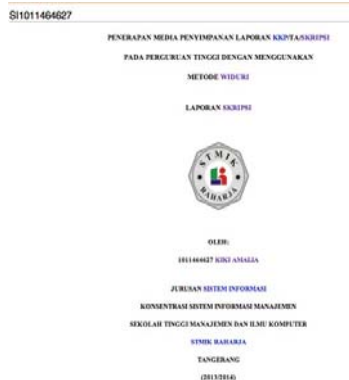 SI1011464627
PENERAPAN MEDIA PENYIMPANAN LAPORAN KKP/TA/SKRIPSI
PADA PERGURUAN TINGGI DENGAN MENGGUNAKAN
METODE WIDURI
LAPORAN SKRIPSI
STMIK
RAHARJA
OLEH:
1011464627 KIKI AMALIA
JURUSAN SISTEM INFORMASI
KONSENTRASI SISTEM INFORMASI MANAJEMEN
SEKOLAH TINGGI MANAJEMEN DAN ILMU KOMPUTER
STMIK RAHARJA
TANGERANG
(2013/2014)